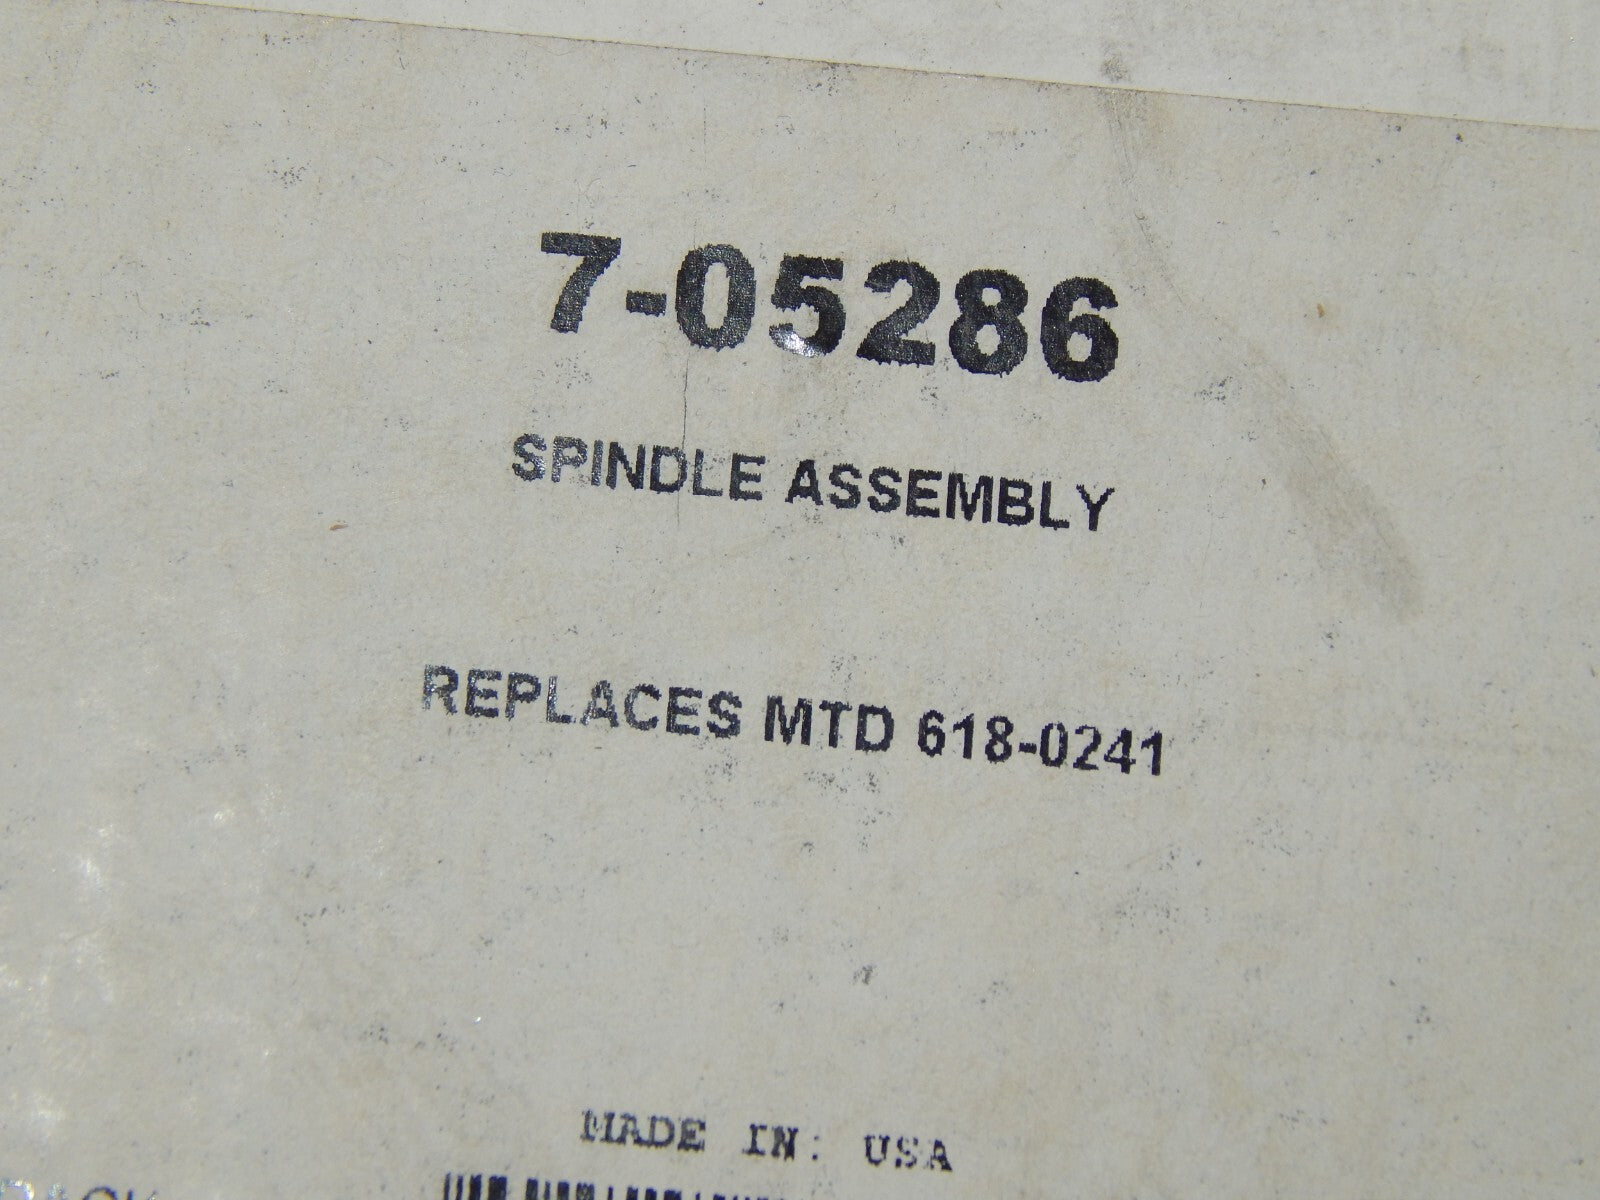 7-05286
SPINDLE ASSEMBLY
REPLACES MTD 618-0241
MADE IN: USA